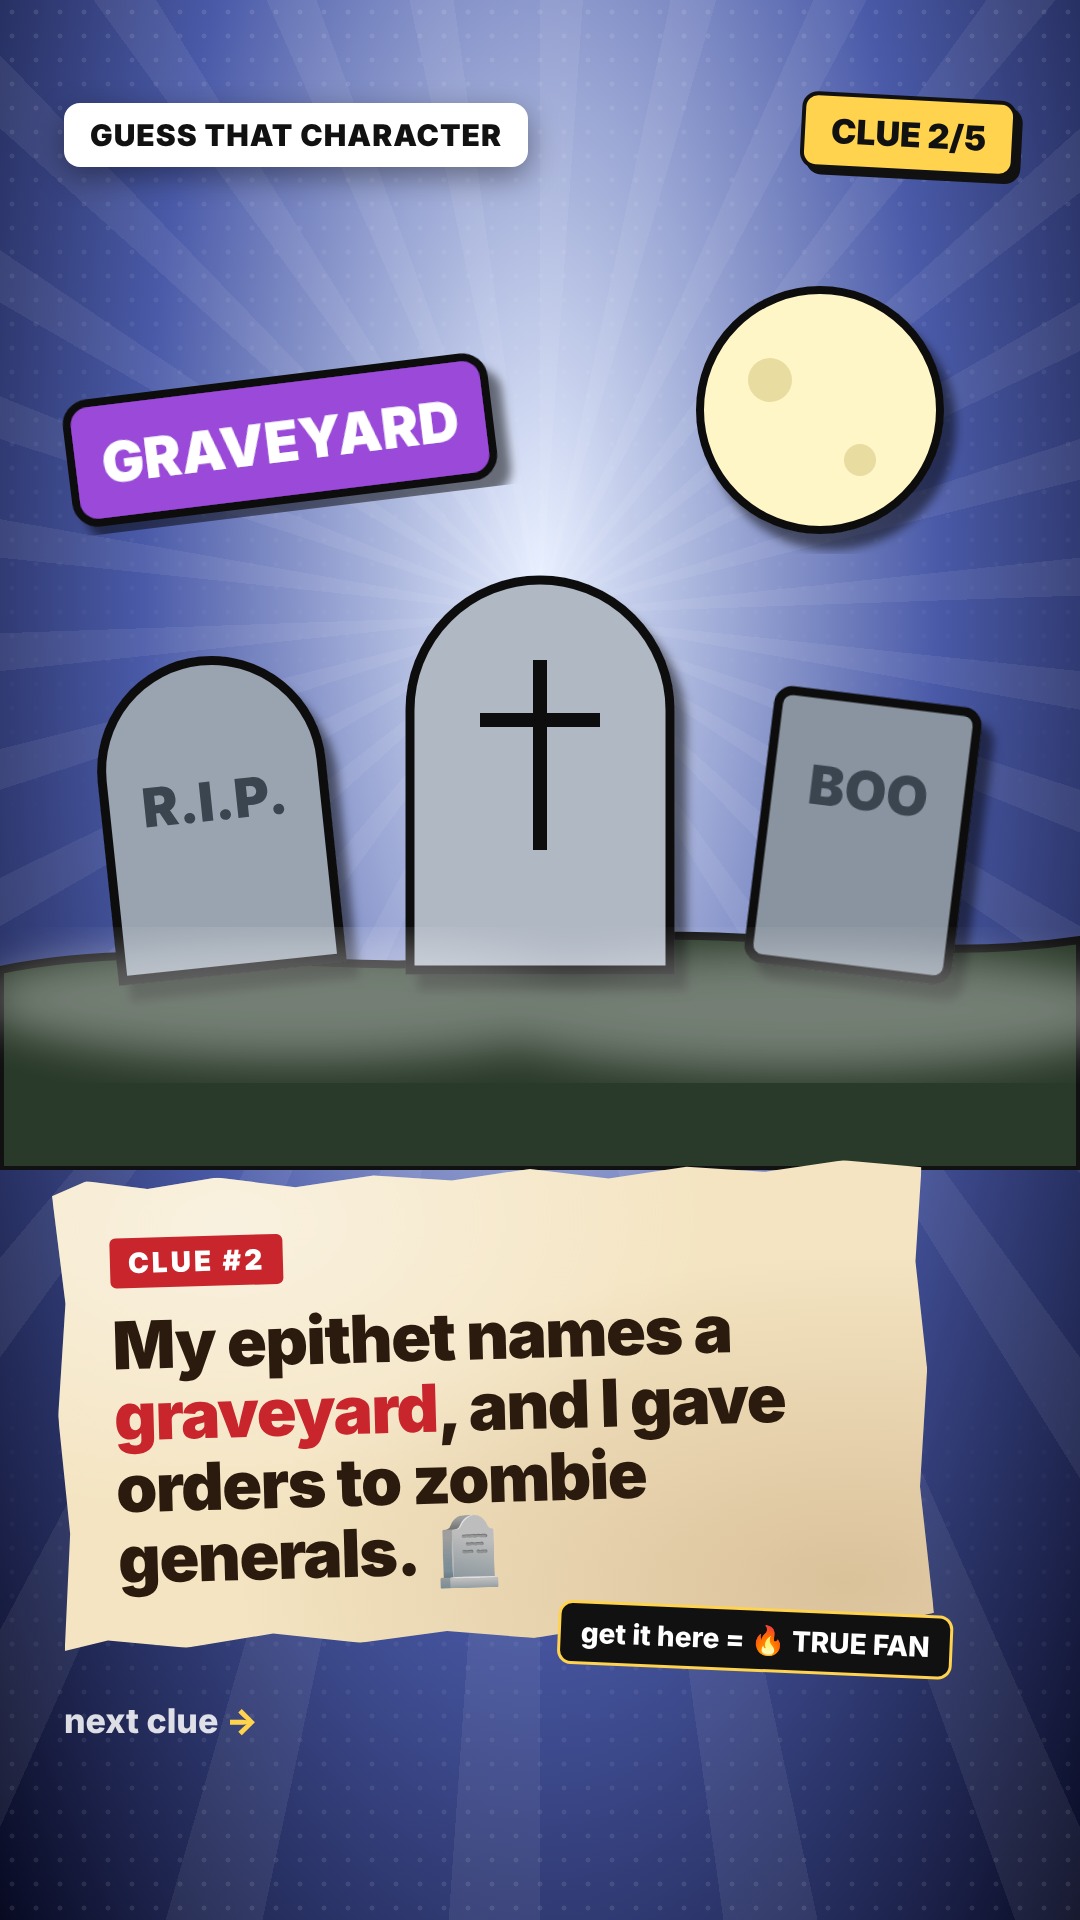 GUESS THAT CHARACTER
CLUE 2/5
GRAVEYARD
R.I.P.
BOO
CLUE #2
My epithet names a
graveyard, and I gave
orders to zombie
generals. 🪦
get it here = 🔥 TRUE FAN
next clue →